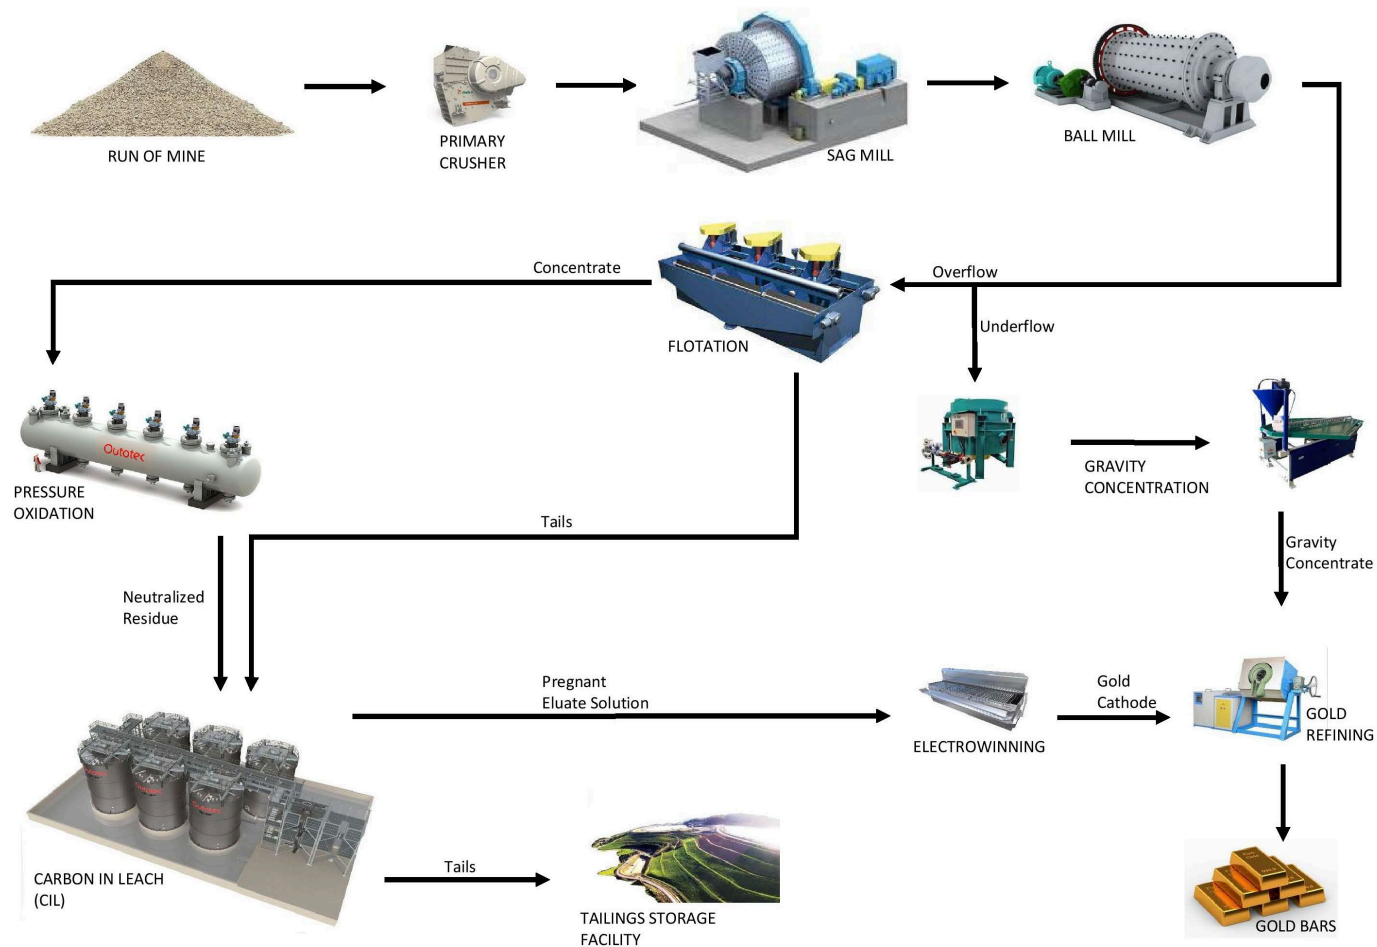 RUN OF MINE
PRIMARY
CRUSHER
SAG MILL
BALL MILL
Concentrate
Overflow
FLOTATION
Underflow
Outotec
PRESSURE
OXIDATION
GRAVITY
CONCENTRATION
Tails
Gravity
Concentrate
Neutralized
Residue
Pregnant
Eluate Solution
Gold
Cathode
ELECTROWINNING
GOLD
REFINING
CARBON IN LEACH
(CIL)
Tails
TAILINGS STORAGE
FACILITY
GOLD BARS